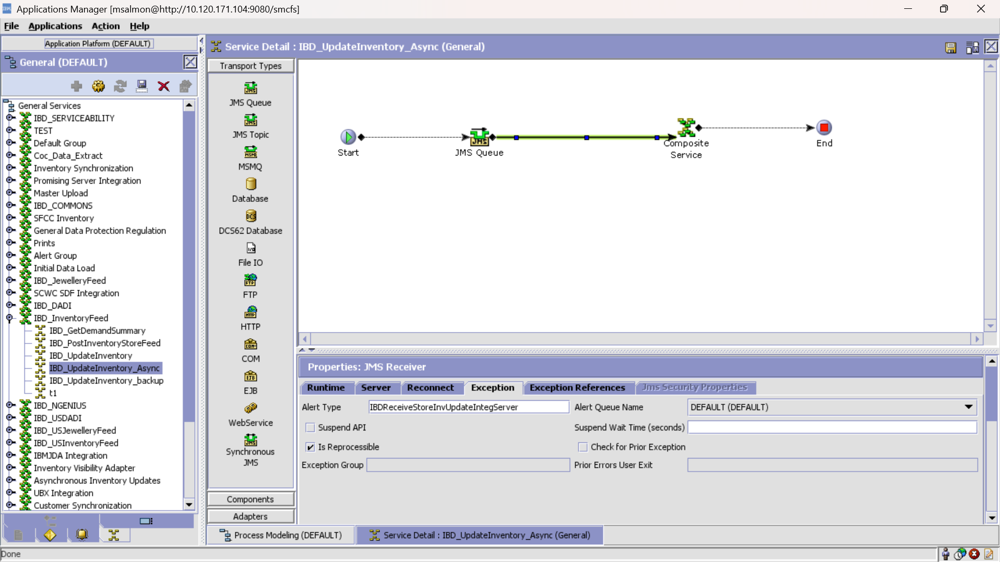 Applications Manager [msalmon@http://10.120.171.104:9080/smcfs]
File Applications Action Help
Application Platform (DEFAULT)
General (DEFAULT)
General Services
IBD_SERVICEABILITY
TEST
Default Group
Coc_Data_Extract
Inventory Synchronization
Promising Server Integration
Master Upload
IBD_COMMONS
SFCC Inventory
General Data Protection Regulation
Prints
Alert Group
Initial Data Load
IBD_JewelleryFeed
SCWC SDF Integration
IBD_DADI
IBD_InventoryFeed
IBD_GetDemandSummary
IBD_PostInventoryStoreFeed
IBD_UpdateInventory
IBD_UpdateInventory_Async
IBD_UpdateInventory_backup
t1
IBD_NGENIUS
IBD_USDADI
IBD_USJewelleryFeed
IBD_USInventoryFeed
IBMJDA Integration
Inventory Visibility Adapter
Asynchronous Inventory Updates
UBX Integration
Customer Synchronization
Service Detail : IBD_UpdateInventory_Async (General)
Transport Types
JMS Queue
JMS Topic
MSMQ
Database
DCS62 Database
File IO
FTP
HTTP
COM
EJB
WebService
Synchronous
JMS
Components
Adapters
Start
JMS Queue
Composite
Service
End
Properties: JMS Receiver
Runtime Server Reconnect Exception Exception References Jms Security Properties
Alert Type IBDReceiveStoreInvUpdateIntegServer Alert Queue Name DEFAULT (DEFAULT)
Suspend API Suspend Wait Time (seconds)
Is Reprocessible Check for Prior Exception
Exception Group Prior Errors User Exit
Process Modeling (DEFAULT) Service Detail : IBD_UpdateInventory_Async (General)
Done